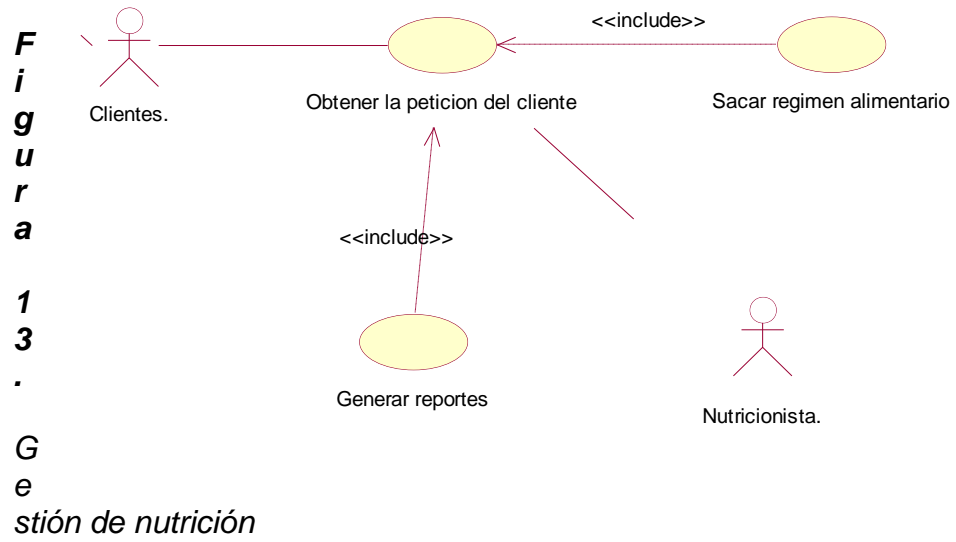 <<include>>
Clientes.
Obtener la peticion del cliente
Sacar regimen alimentario
<<include>>
Generar reportes
Nutricionista.
F
i
g
u
r
a
1
3
.
G
e
stión de nutrición